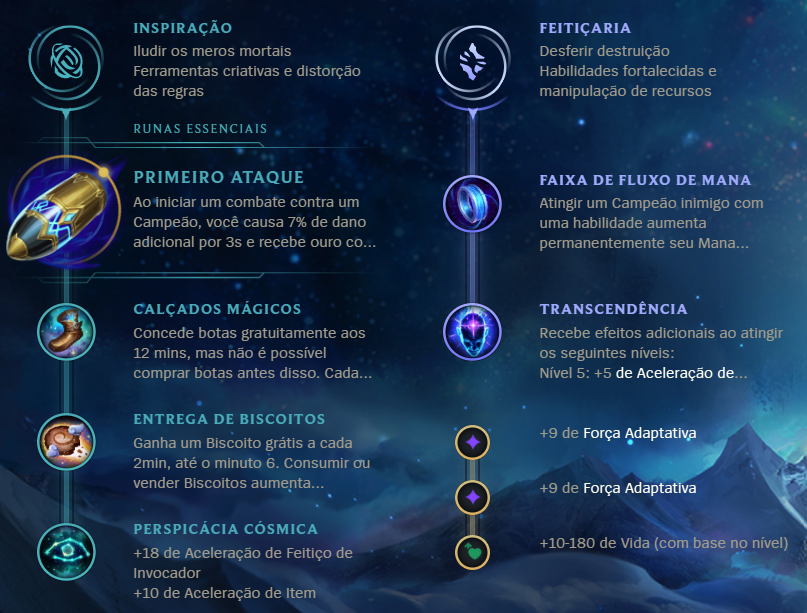 INSPIRAÇÃO
Iludir os meros mortais
Ferramentas criativas e distorção
das regras
RUNAS ESSENCIAIS
PRIMEIRO ATAQUE
Ao iniciar um combate contra um
Campeão, você causa 7% de dano
adicional por 3s e recebe ouro co...
CALÇADOS MÁGICOS
Concede botas gratuitamente aos
12 mins, mas não é possível
comprar botas antes disso. Cada...
ENTREGA DE BISCOITOS
Ganha um Biscoito grátis a cada
2min, até o minuto 6. Consumir ou
vender Biscoitos aumenta...
PERSPICÁCIA CÓSMICA
+18 de Aceleração de Feitiço de
Invocador
+10 de Aceleração de Item
FEITIÇARIA
Desferir destruição
Habilidades fortalecidas e
manipulação de recursos
FAIXA DE FLUXO DE MANA
Atingir um Campeão inimigo com
uma habilidade aumenta
permanentemente seu Mana...
TRANSCENDÊNCIA
Recebe efeitos adicionais ao atingir
os seguintes níveis:
Nível 5: +5 de Aceleração de...
+9 de Força Adaptativa
+9 de Força Adaptativa
+10-180 de Vida (com base no nível)